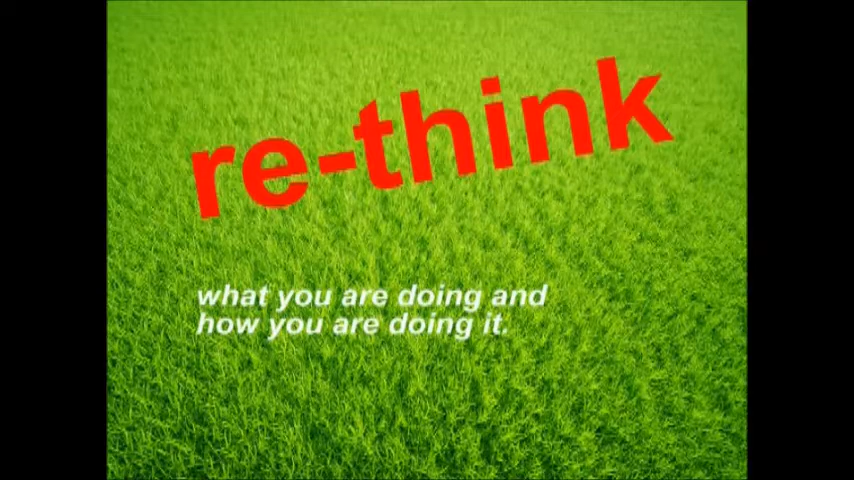 re-think
what you are doing and
how you are doing it.